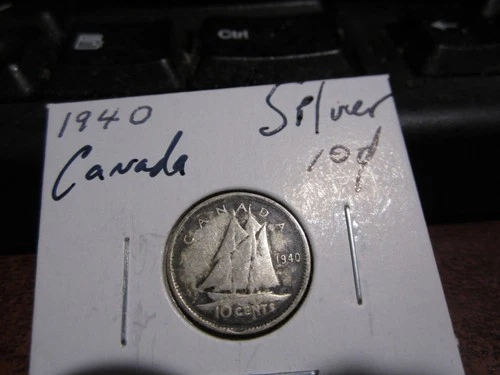 Ctrl
1940 Silver
Canada 10¢
CANADA
1940
10 CENTS